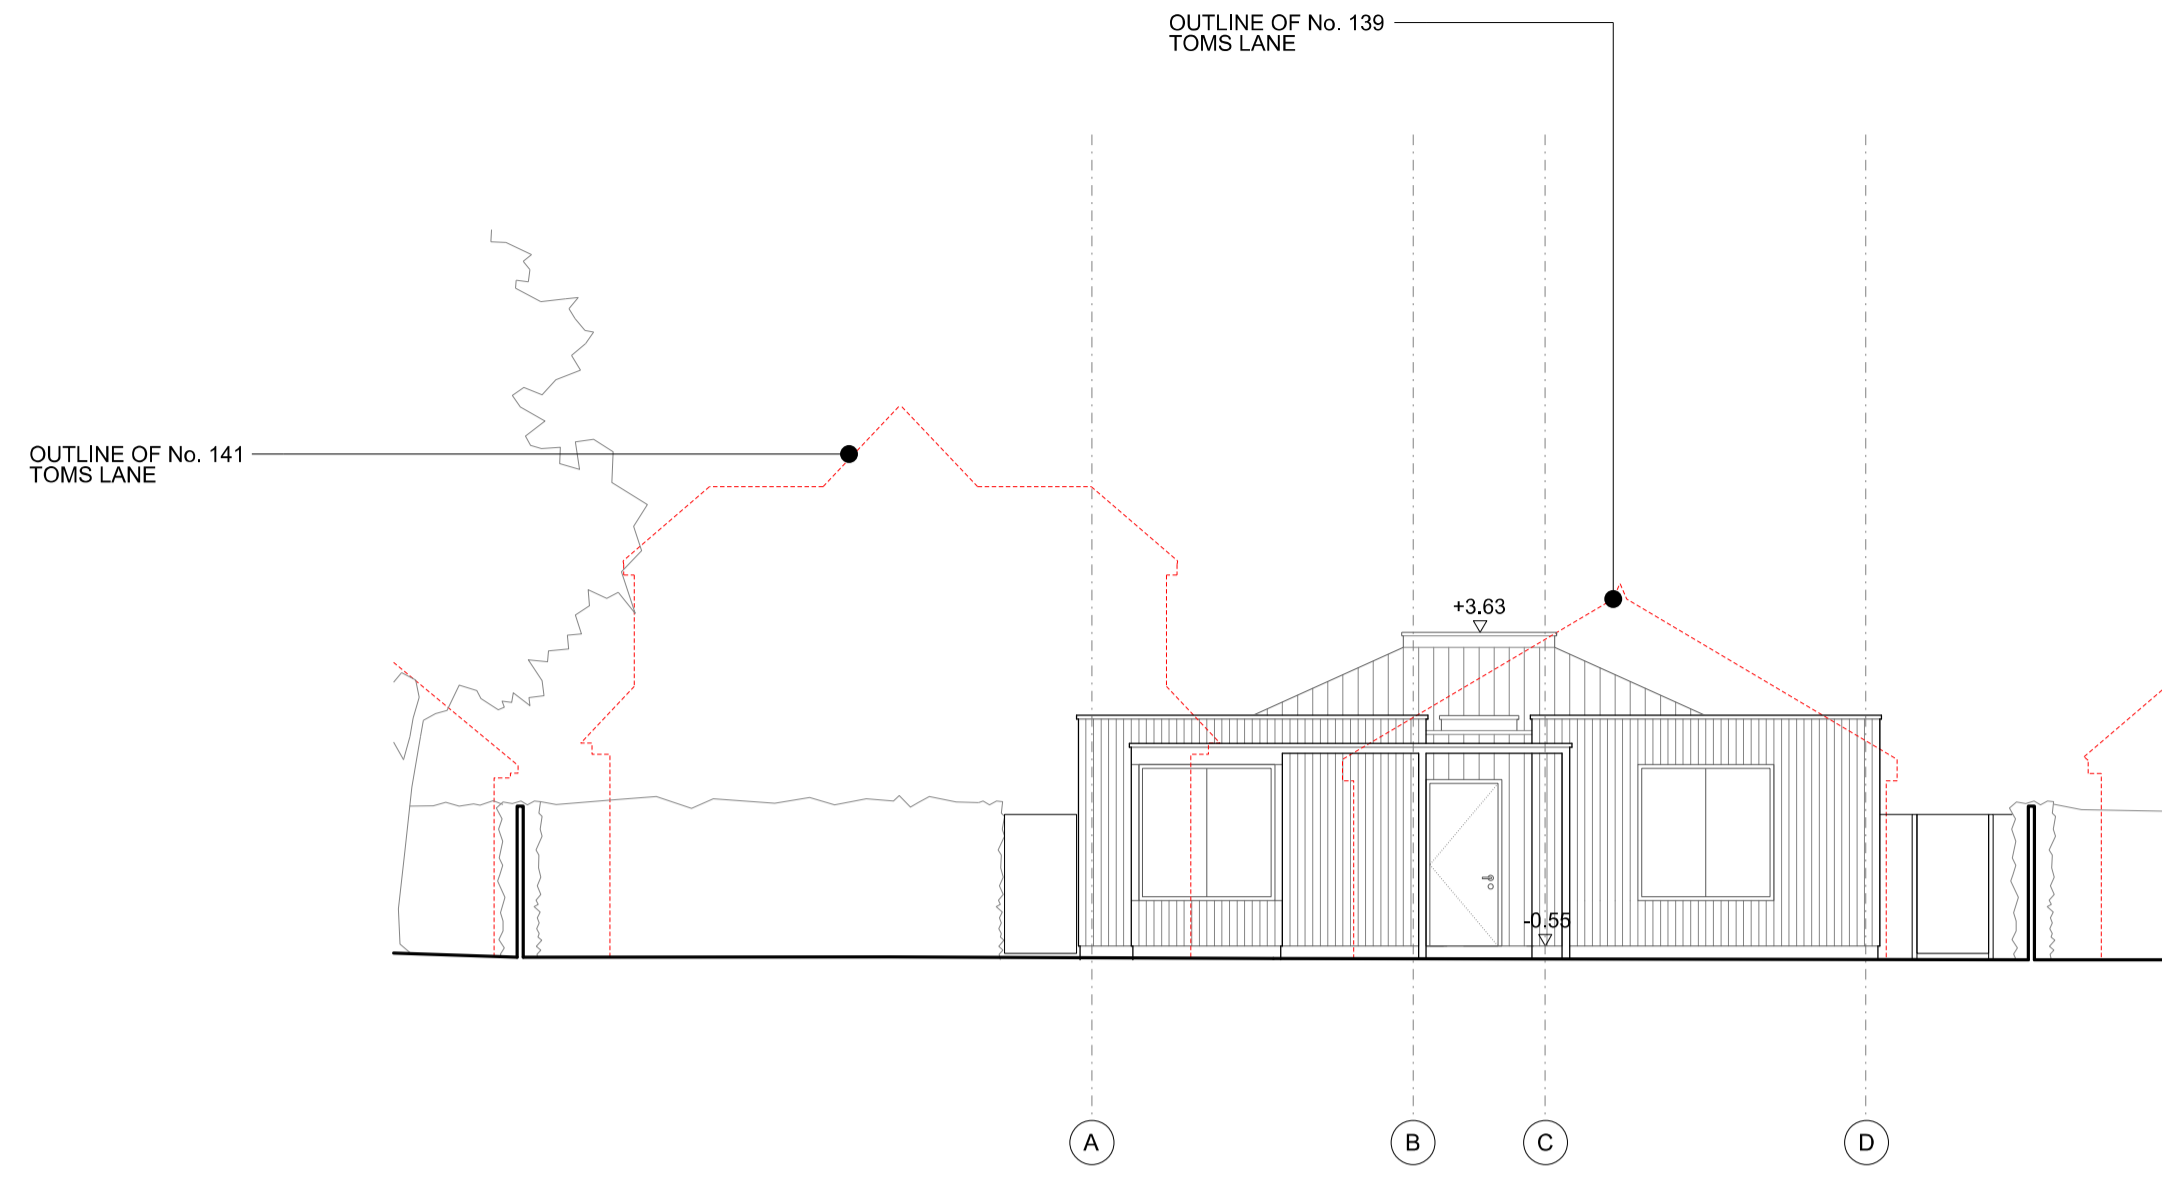 OUTLINE OF No. 139
TOMS LANE
OUTLINE OF No. 141
TOMS LANE
+3.63
-0.55
A
B
C
D